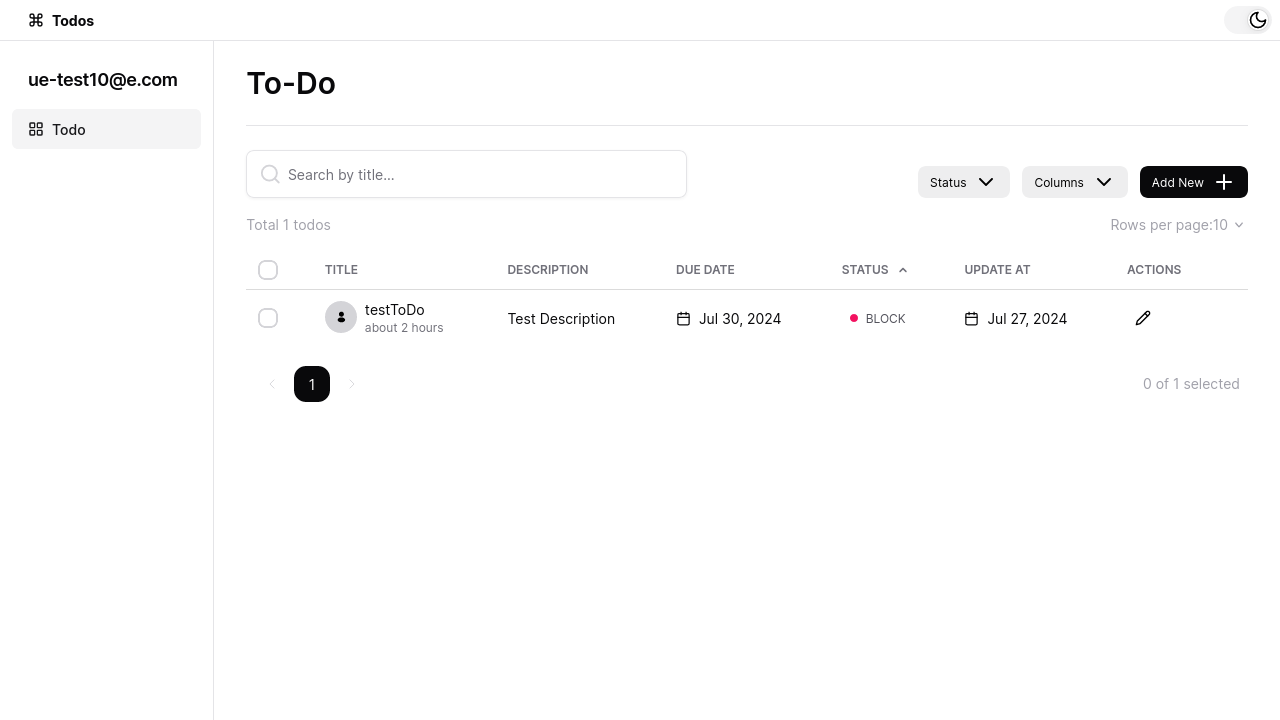 Todos
ue-test10@e.com
Todo
To-Do
Search by title...
Status
Columns
Add New
Total 1 todos
Rows per page:10
TITLE DESCRIPTION DUE DATE STATUS UPDATE AT ACTIONS
testToDo
about 2 hours
Test Description
Jul 30, 2024
BLOCK
Jul 27, 2024
1
0 of 1 selected